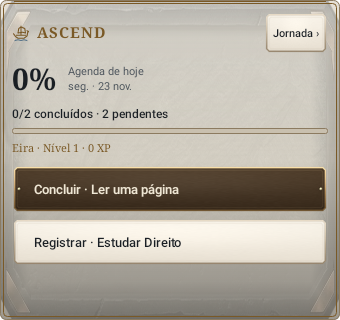 ASCEND
Jornada ›
0%
Agenda de hoje
seg. · 23 nov.
0/2 concluídos · 2 pendentes
Eira · Nível 1 · 0 XP
Concluir · Ler uma página
Registrar · Estudar Direito